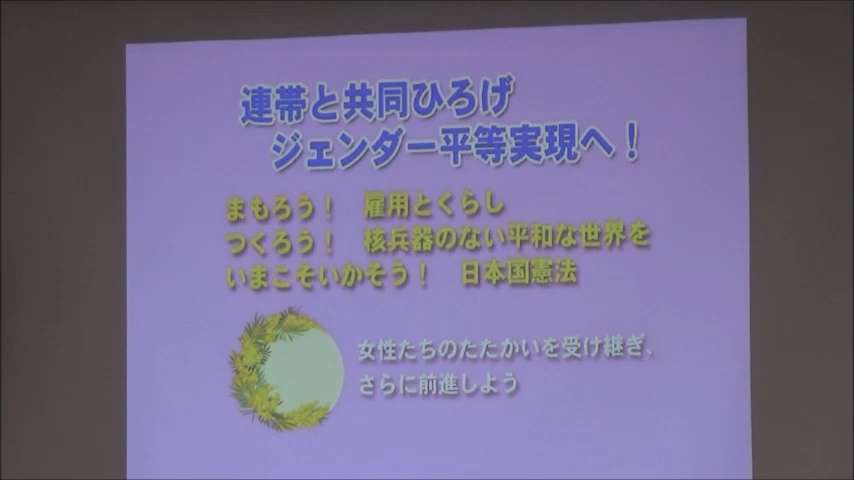 連帯と共同ひろげ
ジェンダー平等実現へ！
まもろう！　雇用とくらし
つくろう！　核兵器のない平和な世界を
いまこそいかそう！　日本国憲法
女性たちのたたかいを受け継ぎ、
さらに前進しよう